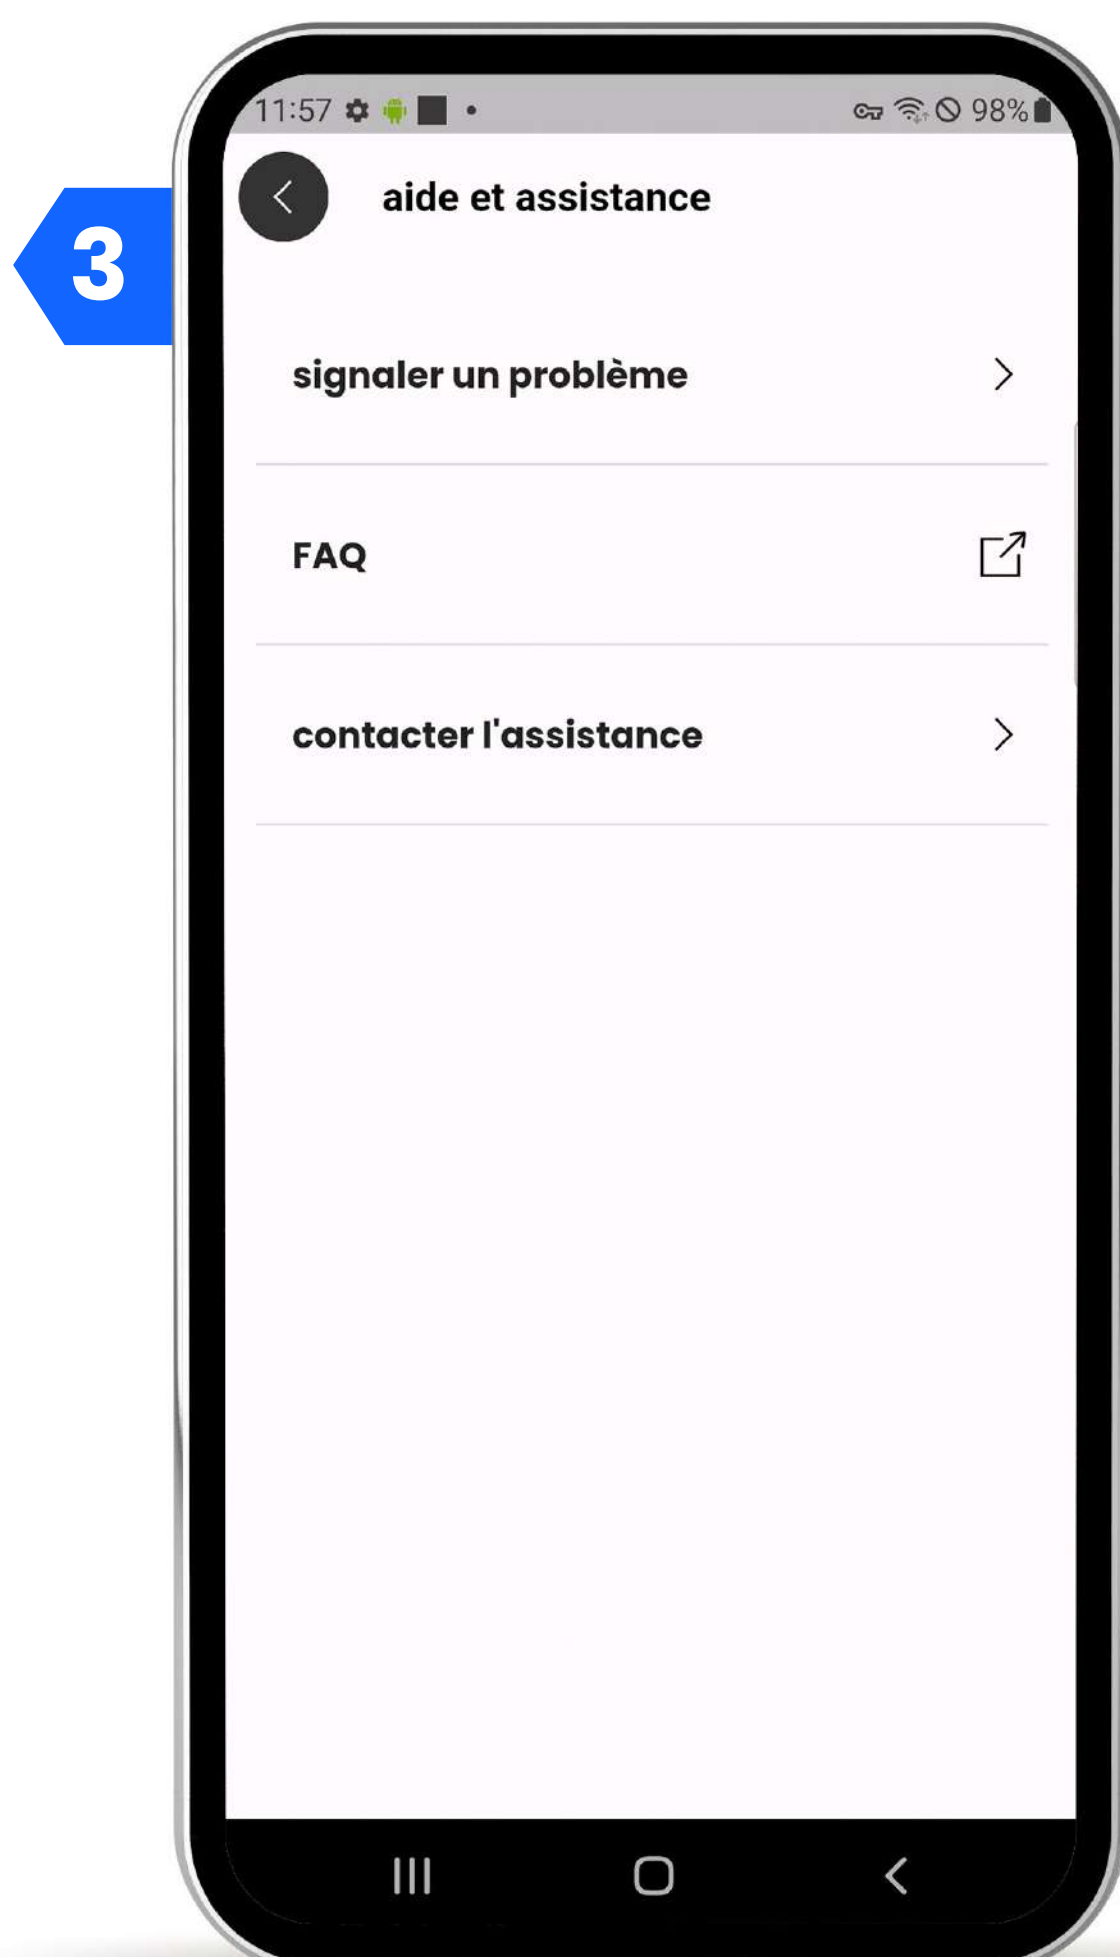 11:57
98%
aide et assistance
3
signaler un problème
FAQ
contacter l'assistance